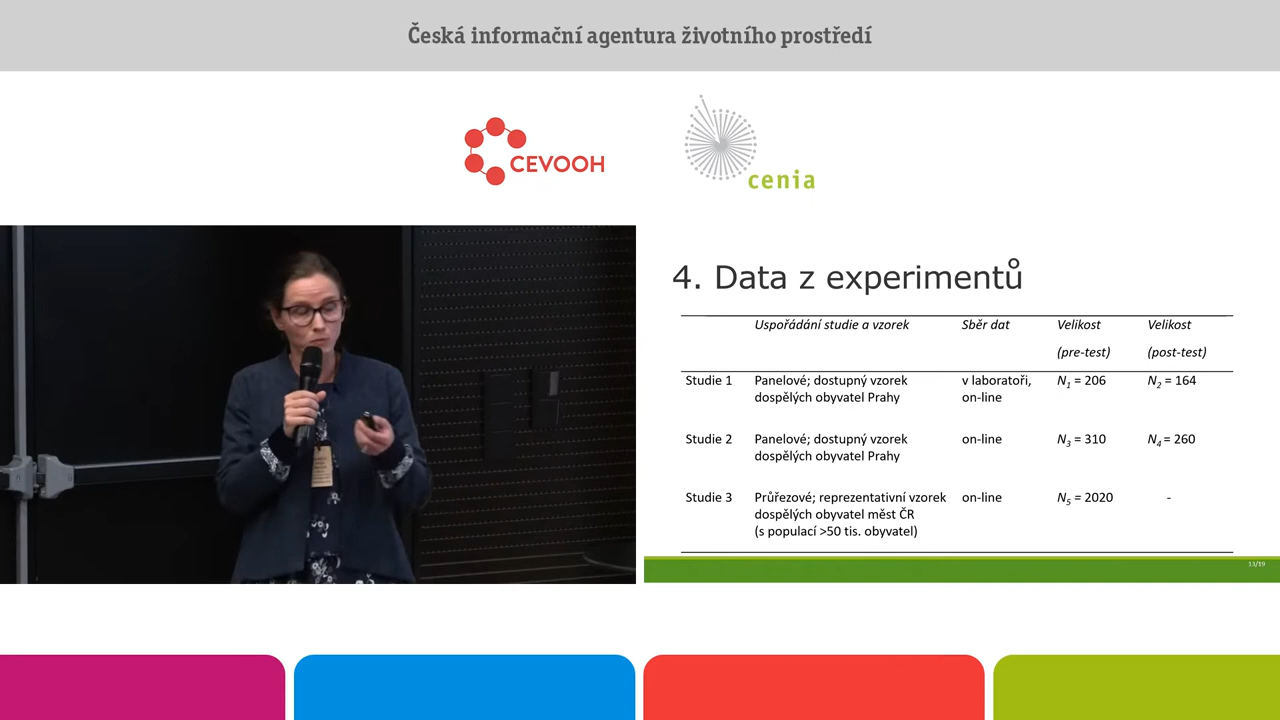 Česká informační agentura životního prostředí
CEVOOH
cenia
4. Data z experimentů
Uspořádání studie a vzorek Sběr dat Velikost (pre-test) Velikost (post-test)
Studie 1 Panelové; dostupný vzorek dospělých obyvatel Prahy v laboratoři, on-line N1 = 206 N2 = 164
Studie 2 Panelové; dostupný vzorek dospělých obyvatel Prahy on-line N3 = 310 N4 = 260
Studie 3 Průřezové; reprezentativní vzorek dospělých obyvatel měst ČR (s populací >50 tis. obyvatel) on-line N5 = 2020 -
13/19